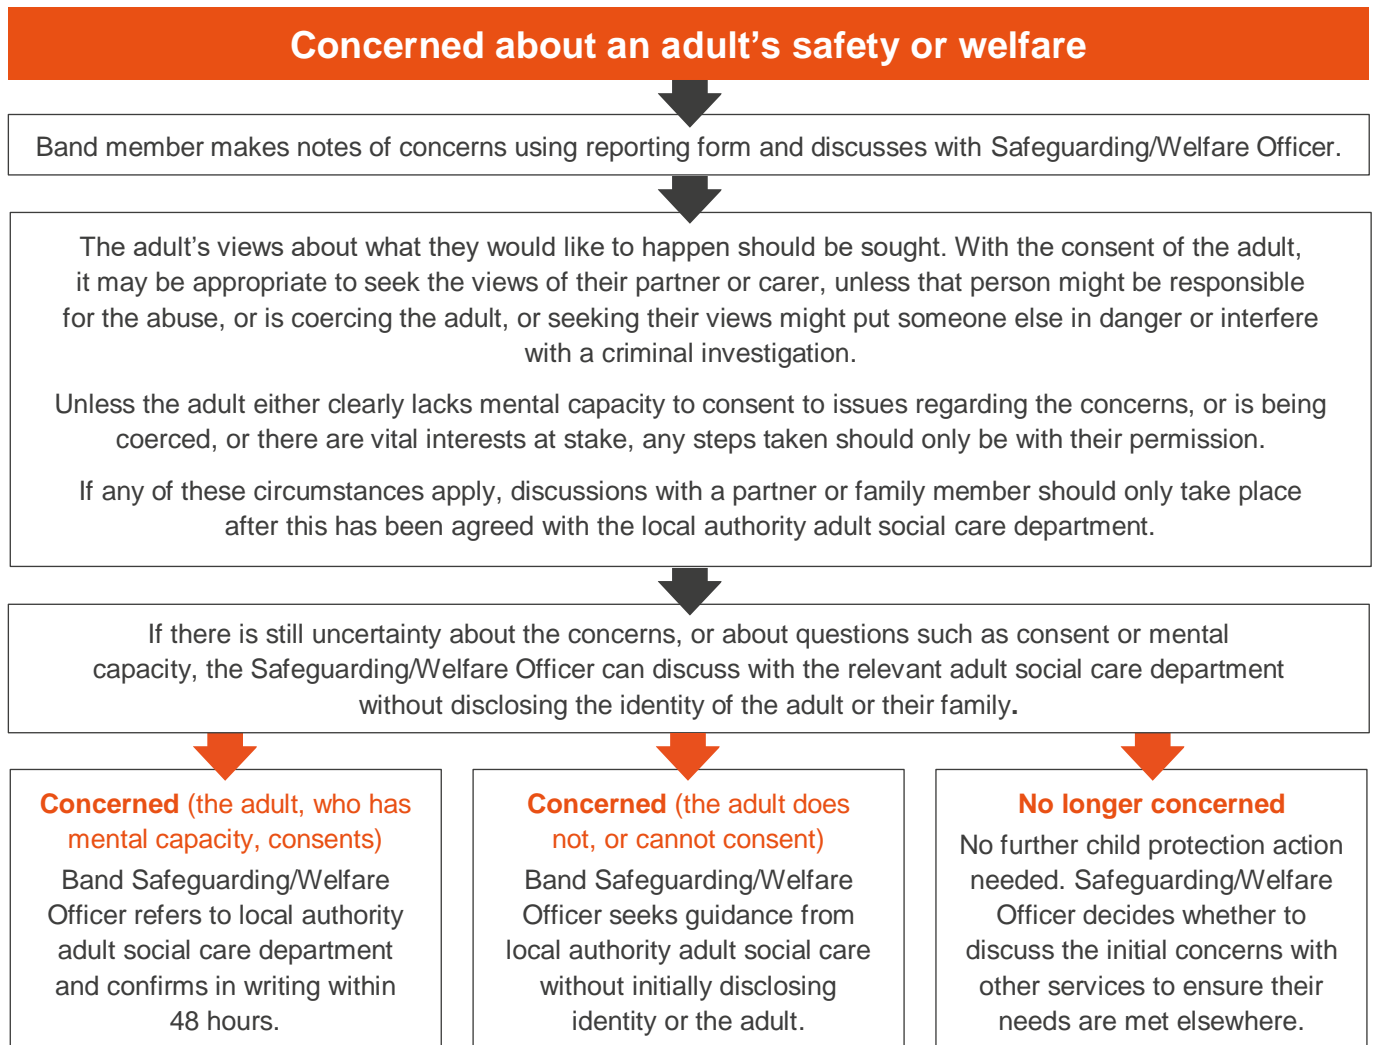 Concerned about an adult’s safety or welfare
Band member makes notes of concerns using reporting form and discusses with Safeguarding/Welfare Officer.
The adult’s views about what they would like to happen should be sought. With the consent of the adult,
it may be appropriate to seek the views of their partner or carer, unless that person might be responsible
for the abuse, or is coercing the adult, or seeking their views might put someone else in danger or interfere
with a criminal investigation.
Unless the adult either clearly lacks mental capacity to consent to issues regarding the concerns, or is being
coerced, or there are vital interests at stake, any steps taken should only be with their permission.
If any of these circumstances apply, discussions with a partner or family member should only take place
after this has been agreed with the local authority adult social care department.
If there is still uncertainty about the concerns, or about questions such as consent or mental
capacity, the Safeguarding/Welfare Officer can discuss with the relevant adult social care department
without disclosing the identity of the adult or their family.
Concerned (the adult, who has
mental capacity, consents)
Band Safeguarding/Welfare
Officer refers to local authority
adult social care department
and confirms in writing within
48 hours.
Concerned (the adult does
not, or cannot consent)
Band Safeguarding/Welfare
Officer seeks guidance from
local authority adult social care
without initially disclosing
identity or the adult.
No longer concerned
No further child protection action
needed. Safeguarding/Welfare
Officer decides whether to
discuss the initial concerns with
other services to ensure their
needs are met elsewhere.